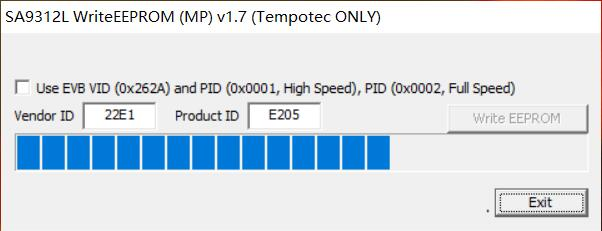 SA9312L WriteEEPROM (MP) v1.7 (Tempotec ONLY)
Use EVB VID (0x262A) and PID (0x0001, High Speed), PID (0x0002, Full Speed)
Vendor ID 22E1 Product ID E205 Write EEPROM
. Exit